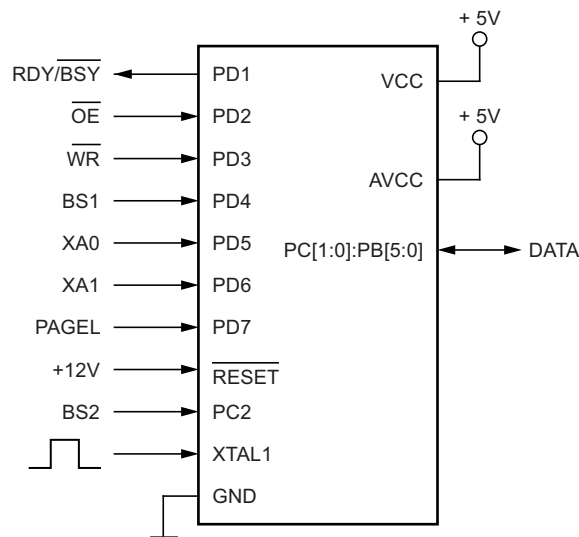 + 5V
RDY/BSY PD1
VCC
OE PD2
+ 5V
WR PD3
AVCC
BS1 PD4
XA0 PD5 PC[1:0]:PB[5:0] DATA
XA1 PD6
PAGEL PD7
+12V RESET
BS2 PC2
XTAL1
GND